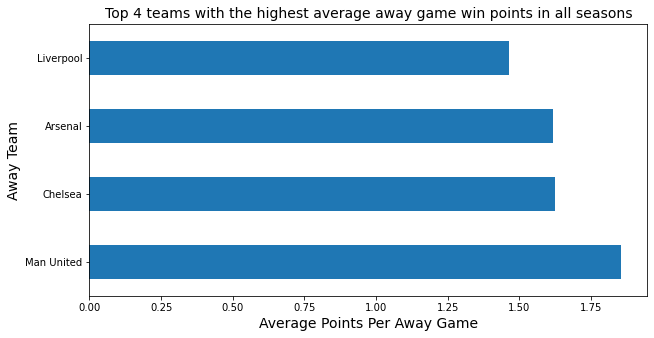 Top 4 teams with the highest average away game win points in all seasons
Liverpool
Arsenal
Chelsea
Man United
Away Team
0.00 0.25 0.50 0.75 1.00 1.25 1.50 1.75
Average Points Per Away Game